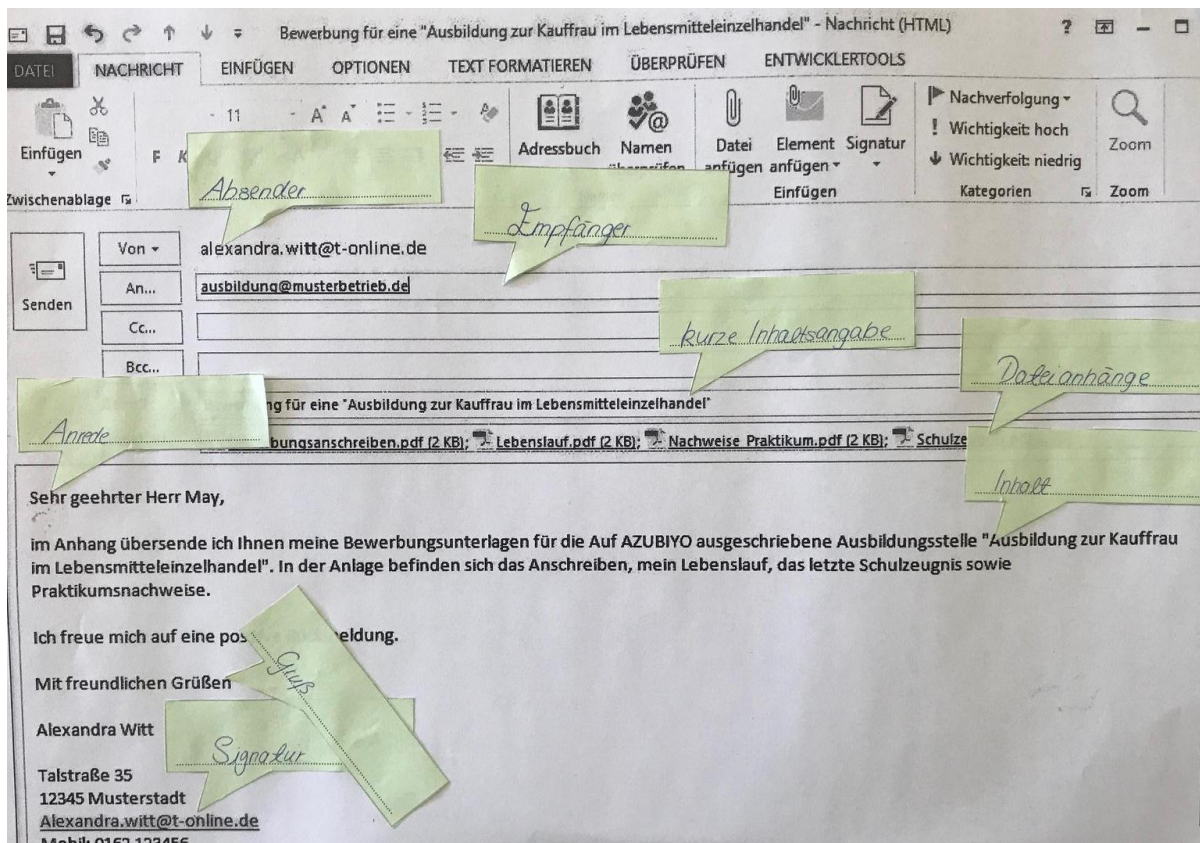 Bewerbung für eine "Ausbildung zur Kauffrau im Lebensmitteleinzelhandel" - Nachricht (HTML) ?
DATEI NACHRICHT EINFÜGEN OPTIONEN TEXT FORMATIEREN ÜBERPRÜFEN ENTWICKLERTOOLS
Einfügen
Zwischenablage
11 A A
F K
Adressbuch Namen
Datei anfügen Element anfügen Signatur
Einfügen
Nachverfolgung
! Wichtigkeit: hoch
Wichtigkeit: niedrig
Kategorien
Zoom
Zoom
Absender
Empfänger
Senden
Von alexandra.witt@t-online.de
An... ausbildung@musterbetrieb.de
Cc...
Bcc...
kurze Inhaltsangabe
Dateianhänge
Anrede
ng für eine "Ausbildung zur Kauffrau im Lebensmitteleinzelhandel"
bungsanschreiben.pdf (2 KB); Lebenslauf.pdf (2 KB); Nachweise Praktikum.pdf (2 KB); Schulze
Inhalt
Sehr geehrter Herr May,
im Anhang übersende ich Ihnen meine Bewerbungsunterlagen für die Auf AZUBIYO ausgeschriebene Ausbildungsstelle "Ausbildung zur Kauffrau
im Lebensmitteleinzelhandel". In der Anlage befinden sich das Anschreiben, mein Lebenslauf, das letzte Schulzeugnis sowie
Praktikumsnachweise.
Ich freue mich auf eine pos eldung.
Gruß
Mit freundlichen Grüßen
Alexandra Witt
Signatur
Talstraße 35
12345 Musterstadt
Alexandra.witt@t-online.de
Mobil: 0162 123456